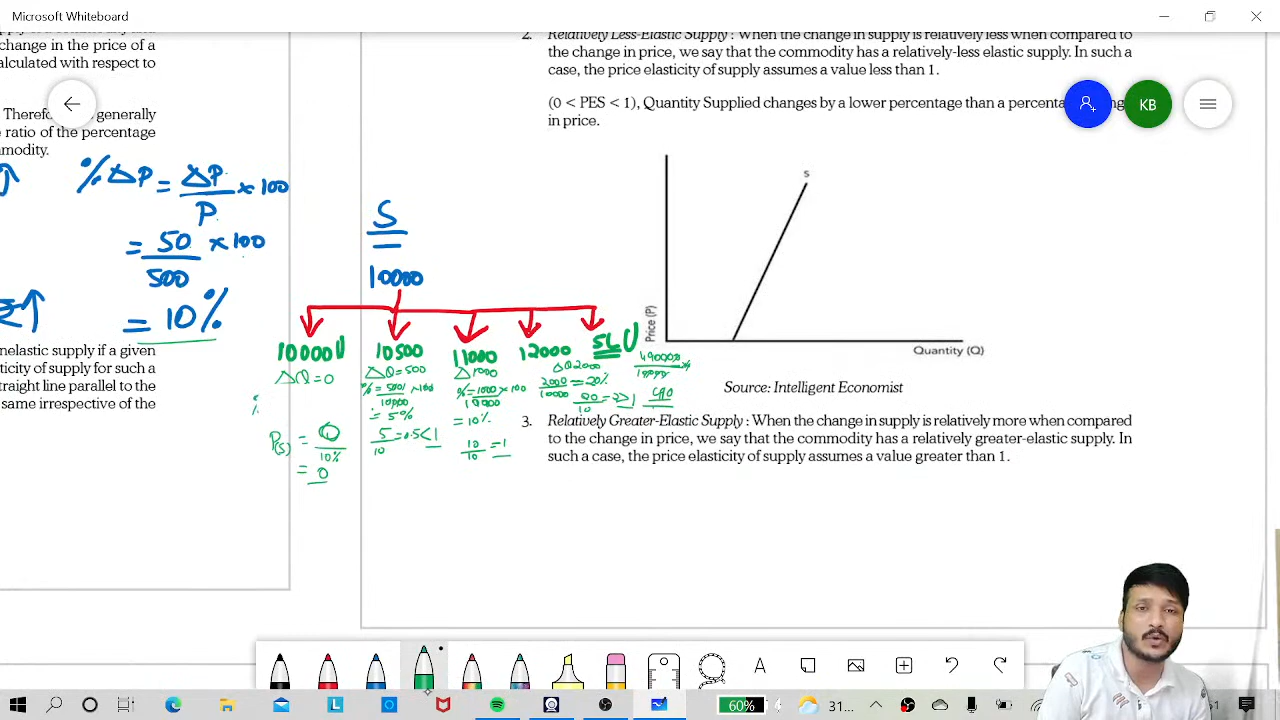 Microsoft Whiteboard
change in the price of a
alculated with respect to
generally
ratio of the percentage
modity.
%ΔP = ΔP/P × 100
= 50/500 × 100
= 10%
nelastic supply if a given
ticity of supply for such a
traight line parallel to the
same irrespective of the
2. Relatively Less-Elastic Supply : When the change in supply is relatively less when compared to
the change in price, we say that the commodity has a relatively-less elastic supply. In such a
case, the price elasticity of supply assumes a value less than 1.
(0 < PES < 1), Quantity Supplied changes by a lower percentage than a
in price.
KB
S
10000
10000U 10500 11000 12000 5LU
ΔQ=0
P(s) = 0/10%
= 0
ΔQ=500
%=500/10000 ×100
= 5%
5/10 =0.5<1
Δ1000
%=1000/10000 ×100
=10%
10/10 =1
ΔQ2000
2000/10000 =20%
20/10 =2>1
S
Price (P)
Quantity (Q)
Source: Intelligent Economist
3. Relatively Greater-Elastic Supply : When the change in supply is relatively more when compared
to the change in price, we say that the commodity has a relatively greater-elastic supply. In
such a case, the price elasticity of supply assumes a value greater than 1.
A
60%
31...